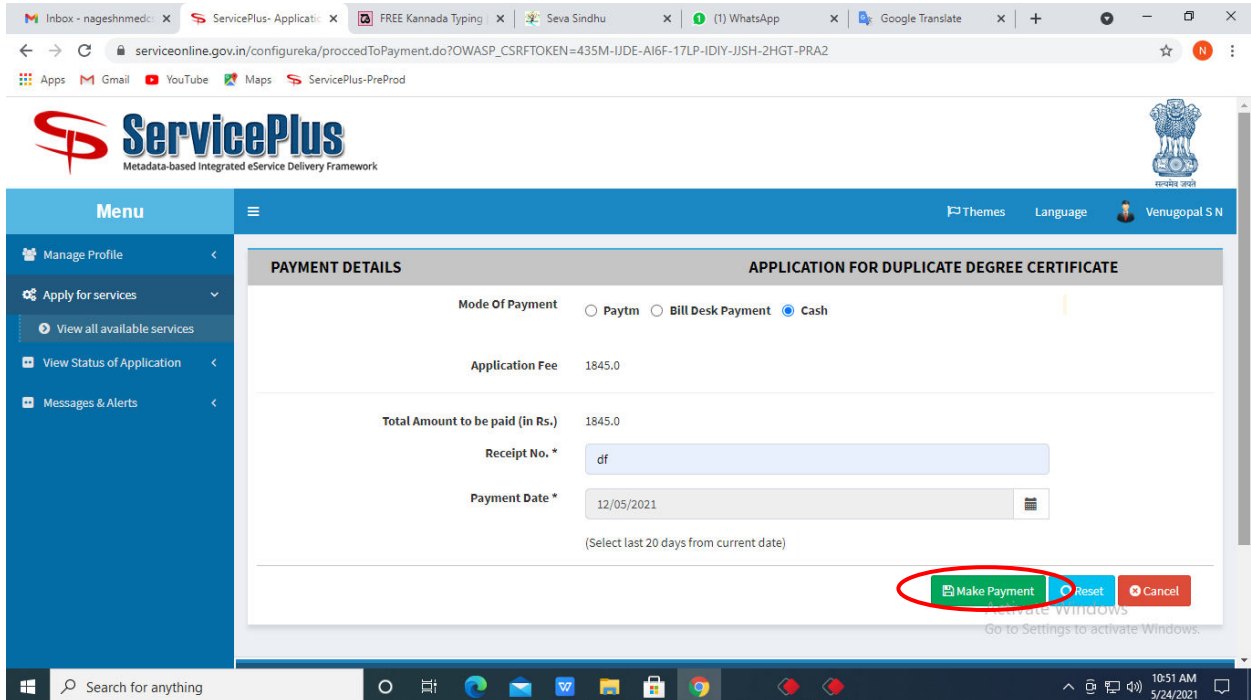 Inbox - nageshnmedc
ServicePlus- Applicatic
FREE Kannada Typing
Seva Sindhu
(1) WhatsApp
Google Translate
serviceonline.gov.in/configureka/proccedToPayment.do?OWASP_CSRFTOKEN=435M-IJDE-AI6F-17LP-IDIY-JJSH-2HGT-PRA2
N
Apps Gmail YouTube Maps ServicePlus-PreProd
ServicePlus
Metadata-based Integrated eService Delivery Framework
सत्यमेव जयते
Menu
Themes Language Venugopal S N
Manage Profile
Apply for services
View all available services
View Status of Application
Messages & Alerts
PAYMENT DETAILS APPLICATION FOR DUPLICATE DEGREE CERTIFICATE
Mode Of Payment Paytm Bill Desk Payment Cash
Application Fee 1845.0
Total Amount to be paid (in Rs.) 1845.0
Receipt No. * df
Payment Date * 12/05/2021
(Select last 20 days from current date)
Make Payment Reset Cancel
Activate Windows
Go to Settings to activate Windows.
Search for anything
10:51 AM
5/24/2021